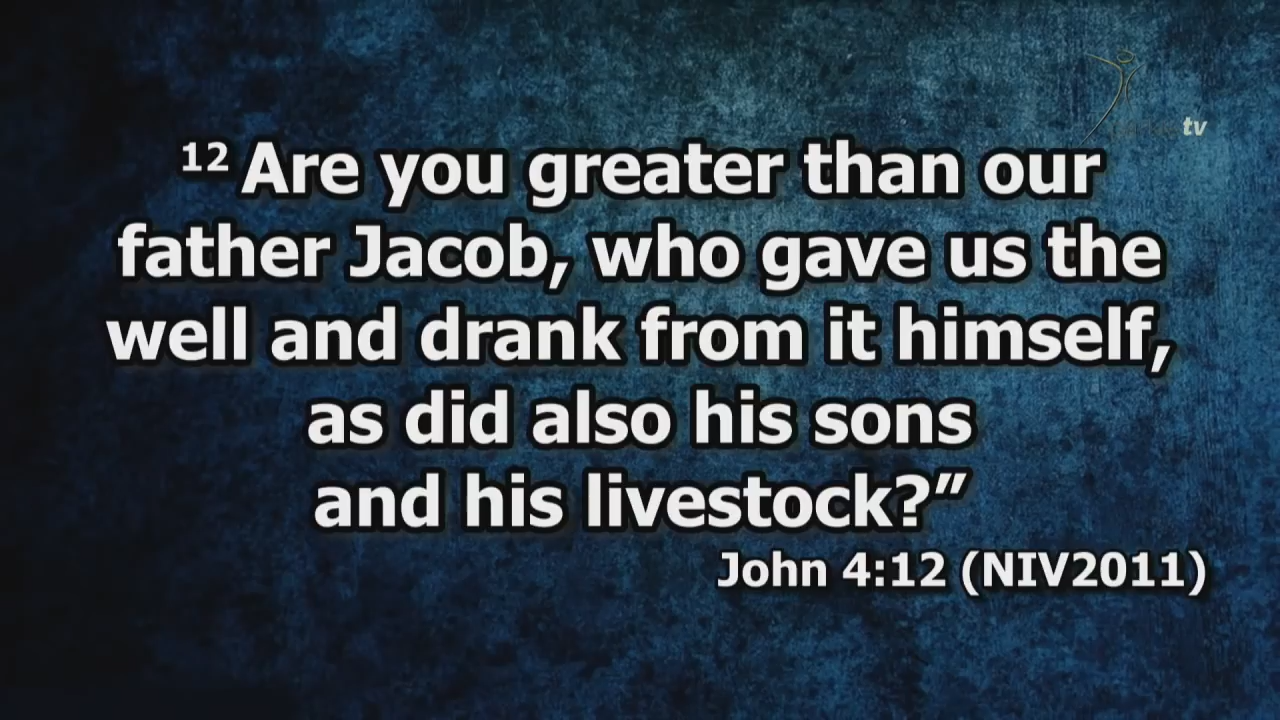 tv
12 Are you greater than our
father Jacob, who gave us the
well and drank from it himself,
as did also his sons
and his livestock?”
John 4:12 (NIV2011)